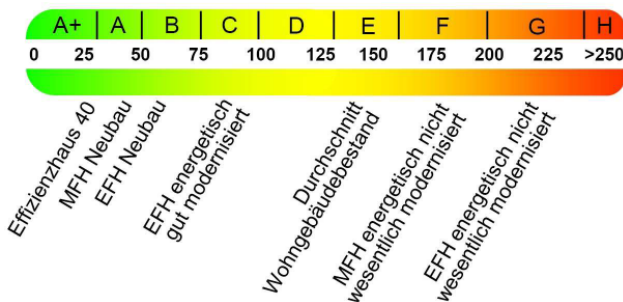 A+ A B C D E F G H
0 25 50 75 100 125 150 175 200 225 >250
Effizienzhaus 40
MFH Neubau
EFH Neubau
EFH energetisch
gut modernisiert
Durchschnitt
Wohngebäudebestand
MFH energetisch nicht
wesentlich modernisiert
EFH energetisch nicht
wesentlich modernisiert